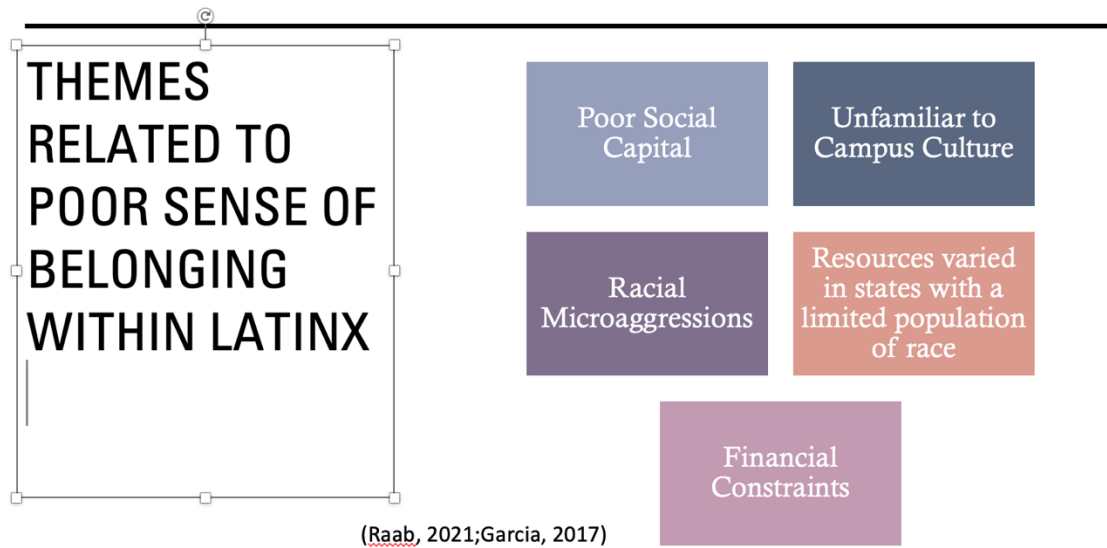 THEMES
RELATED TO
POOR SENSE OF
BELONGING
WITHIN LATINX
Poor Social
Capital
Unfamiliar to
Campus Culture
Racial
Microaggressions
Resources varied
in states with a
limited population
of race
Financial
Constraints
(Raab, 2021;Garcia, 2017)